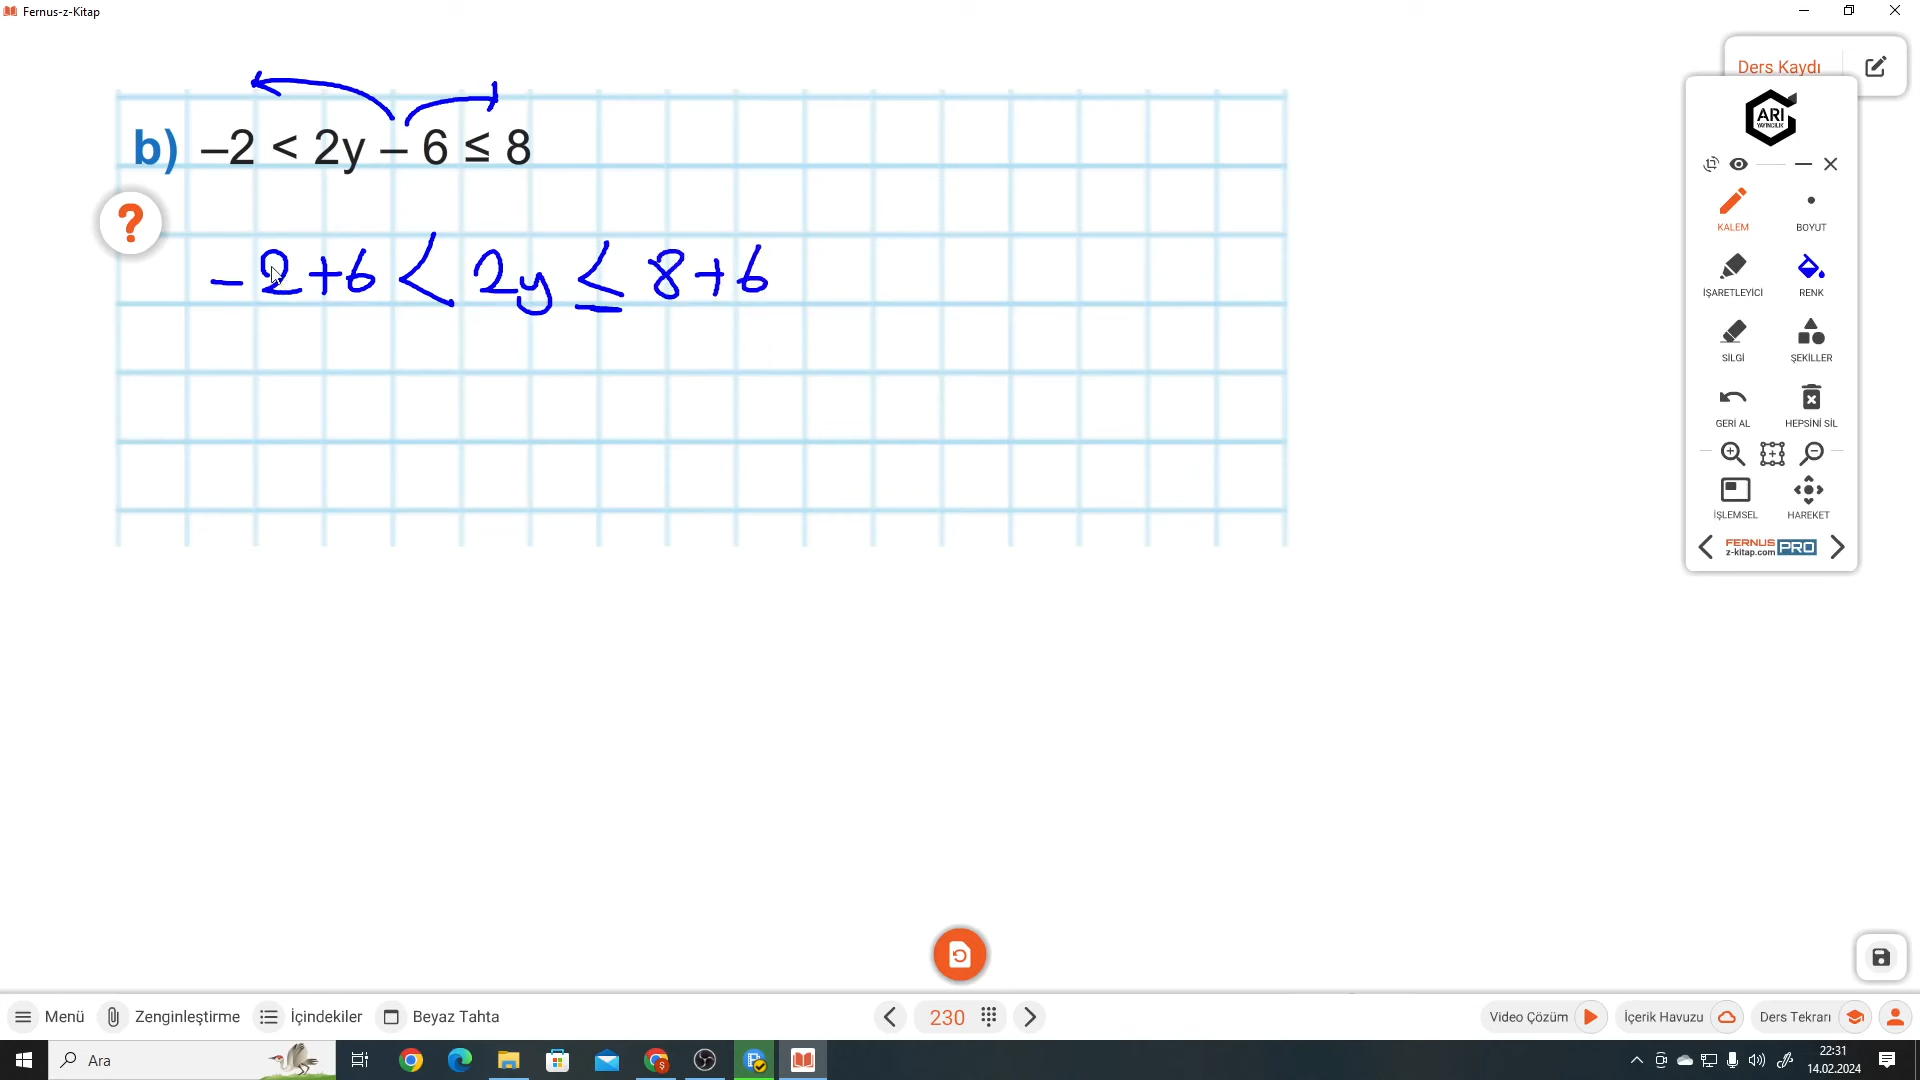 Fernus-z-Kitap
Ders Kaydı
ARI
YAYINCILIK
b) –2 < 2y – 6 ≤ 8
?
-2+6 < 2y ≤ 8+6
KALEM
BOYUT
İŞARETLEYİCİ
RENK
SİLGİ
ŞEKİLLER
GERİ AL
HEPSİNİ SİL
İŞLEMSEL
HAREKET
FERNUS PRO
z-kitap.com
Menü
Zenginleştirme
İçindekiler
Beyaz Tahta
230
Video Çözüm
İçerik Havuzu
Ders Tekrarı
Ara
22:31
14.02.2024